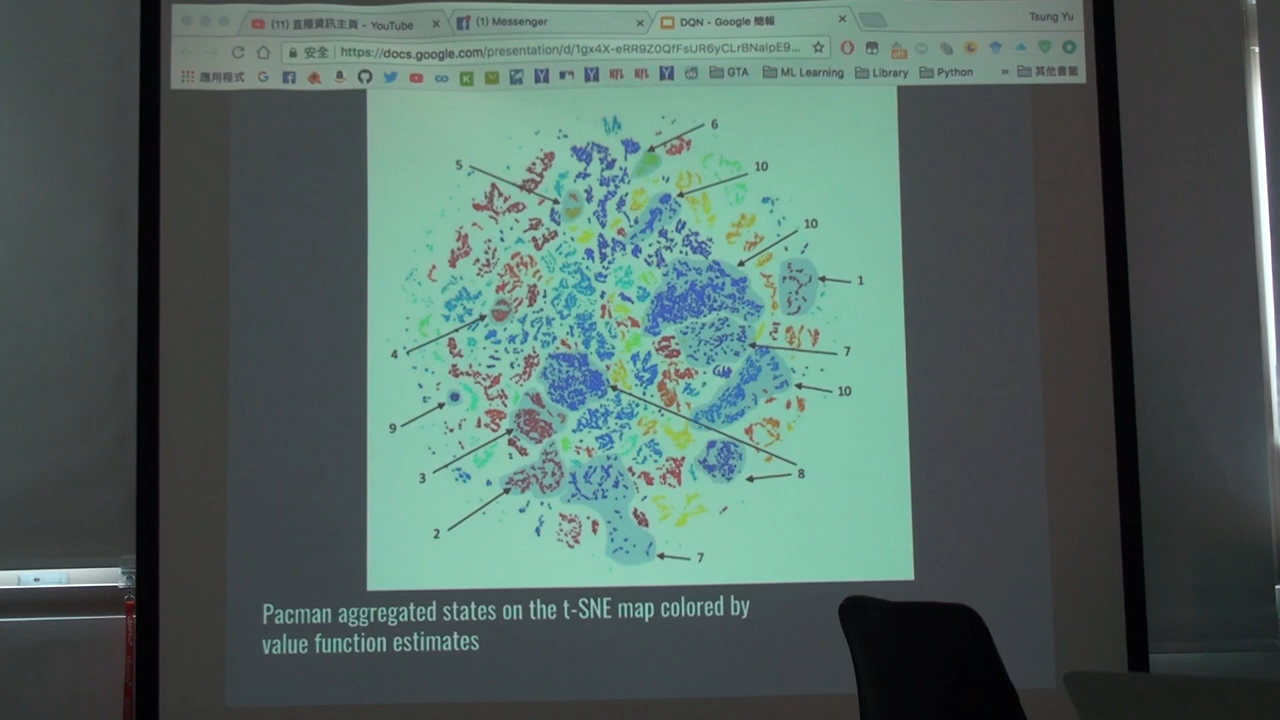 (11) 直播資訊主頁 - YouTube
(1) Messenger
DQN - Google 簡報
Tsung Yu
安全
https://docs.google.com/presentation/d/1gx4X-eRR9Z0QfFsUR6yCLrBNaIpE9...
應用程式
GTA
ML Learning
Library
Python
»
其他書籤
6
5
10
10
1
4
7
10
9
3
8
2
7
Pacman aggregated states on the t-SNE map colored by
value function estimates